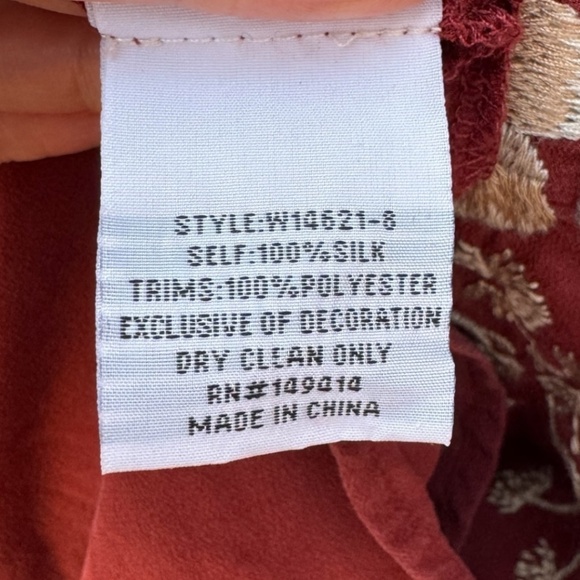 STYLE:W14621-8
SELF:100%SILK
TRIMS:100%POLYESTER
EXCLUSIVE OF DECORATION
DRY CLEAN ONLY
RN#149414
MADE IN CHINA